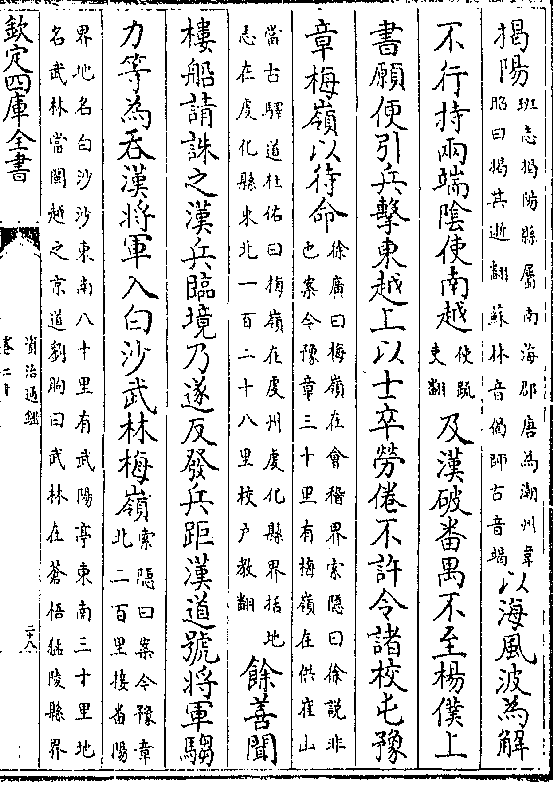 揭陽班志揭陽縣屬南海郡唐為潮州韋昭曰揭其逝翻蘇林音偈師古音竭以海風波為解
不行持兩端陰使南越使疏吏翻及漢破番禺不至楊僕上
書願便引兵擊東越上以士卒勞倦不許令諸校屯豫
章梅嶺以待命徐廣曰梅嶺在會稽界索隱曰徐說非也案今豫章三十里有梅嶺在供崔山
當古驛道杜佑曰梅嶺在虔州虔化縣界括地志在虔化縣東北一百二十八里校户教翻餘善聞
樓船請誅之漢兵臨境乃遂反發兵距漢道號將軍騶
力等為吞漢將軍入白沙武林梅嶺索隱曰案今豫章北二百里接番陽
界地名白沙沙東南八十里有武陽亭東南三十里地名武林當閩越之京道劉昫曰武林在蒼梧猛陵縣界
欽定四庫全書
資治通鑑
卷二十